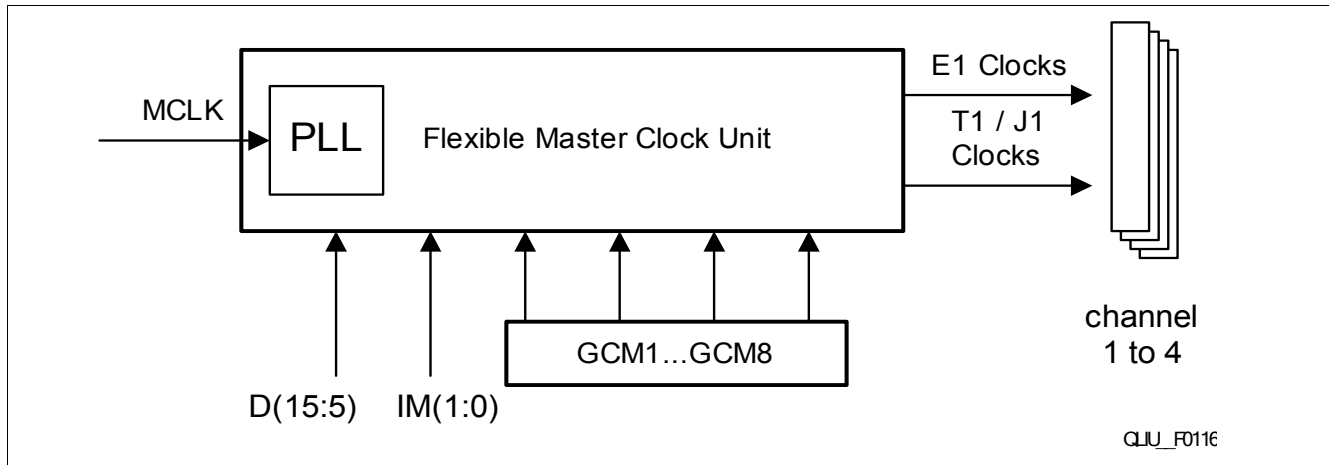 MCLK
PLL
Flexible Master Clock Unit
E1 Clocks
T1 / J1
Clocks
GCM1...GCM8
D(15:5)
IM(1:0)
channel
1 to 4
QLIU_F0116